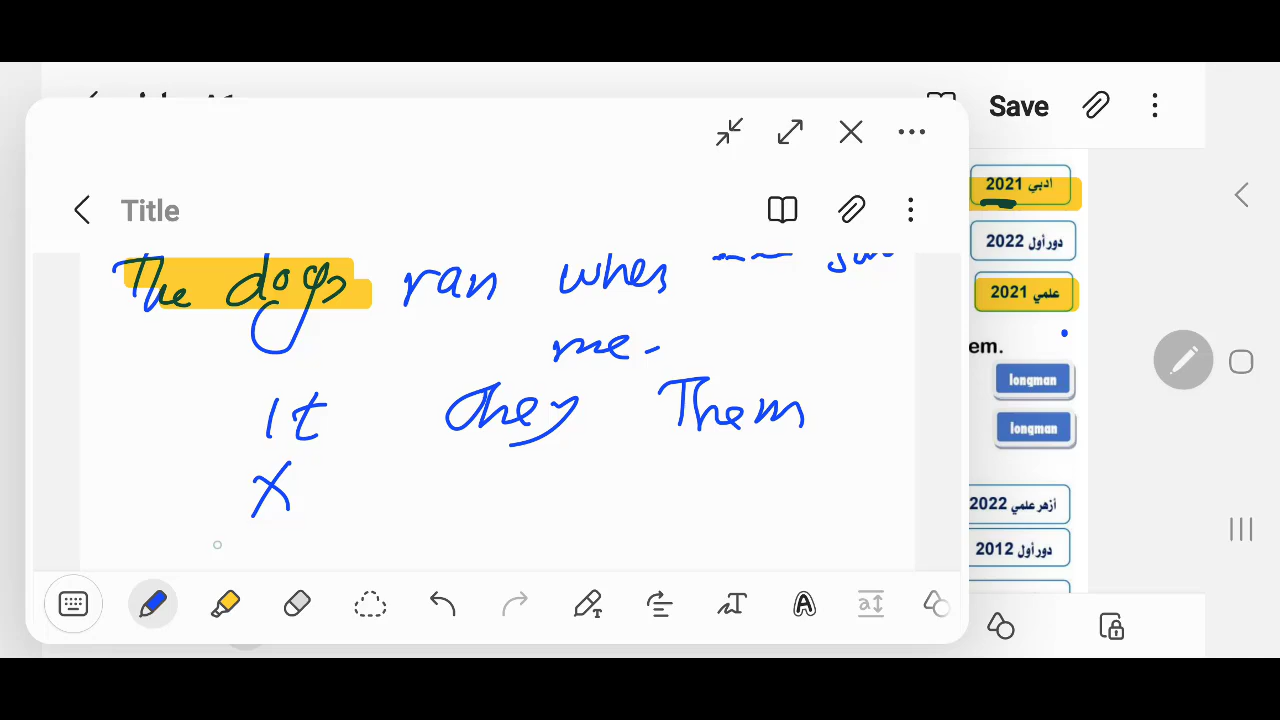 Save
Title
أدبي 2021
دور أول 2022
علمي 2021
The dogs ran when
me.
em.
longman
It they Them
longman
X
أزهر علمي 2022
دور أول 2012